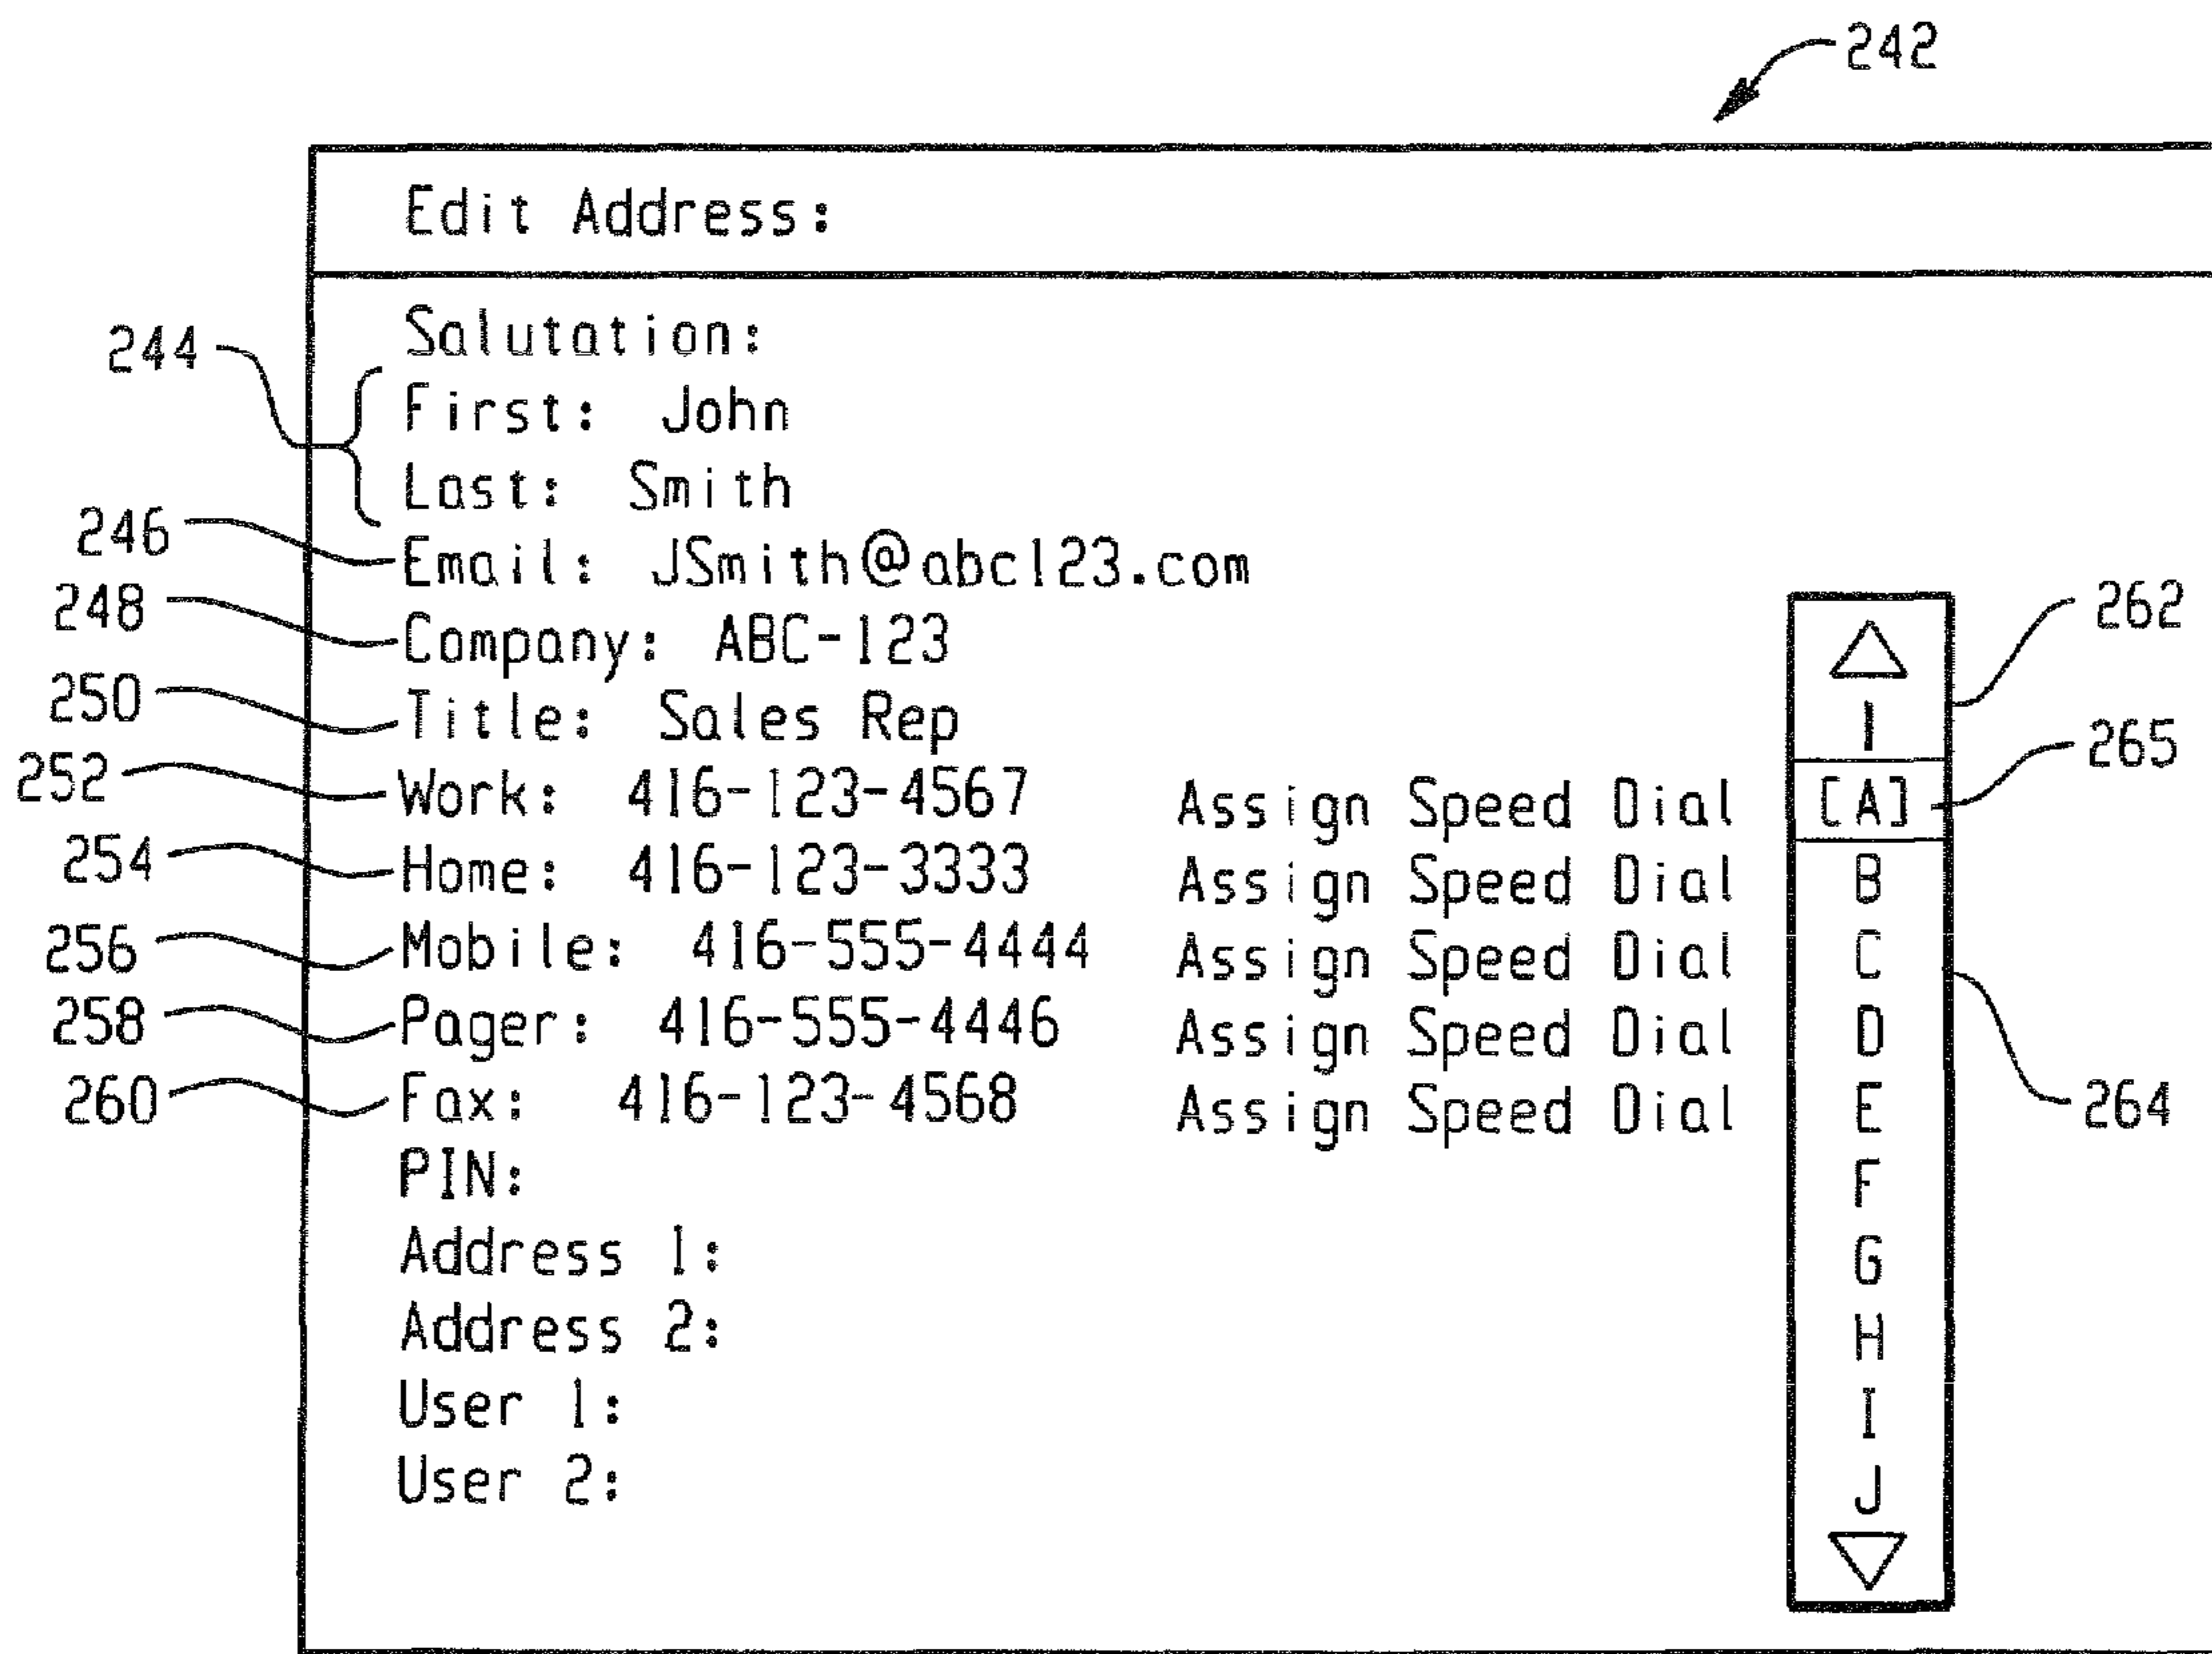 242
Edit Address:
Salutation:
244
First: John
Last: Smith
246
Email: JSmith@abc123.com
248
Company: ABC-123
262
250
Title: Sales Rep
1
265
252
Work: 416-123-4567 Assign Speed Dial [A]
254
Home: 416-123-3333 Assign Speed Dial B
256
Mobile: 416-555-4444 Assign Speed Dial C
258
Pager: 416-555-4446 Assign Speed Dial D
260
Fax: 416-123-4568 Assign Speed Dial E
264
PIN: F
Address 1: G
Address 2: H
User 1: I
User 2: J